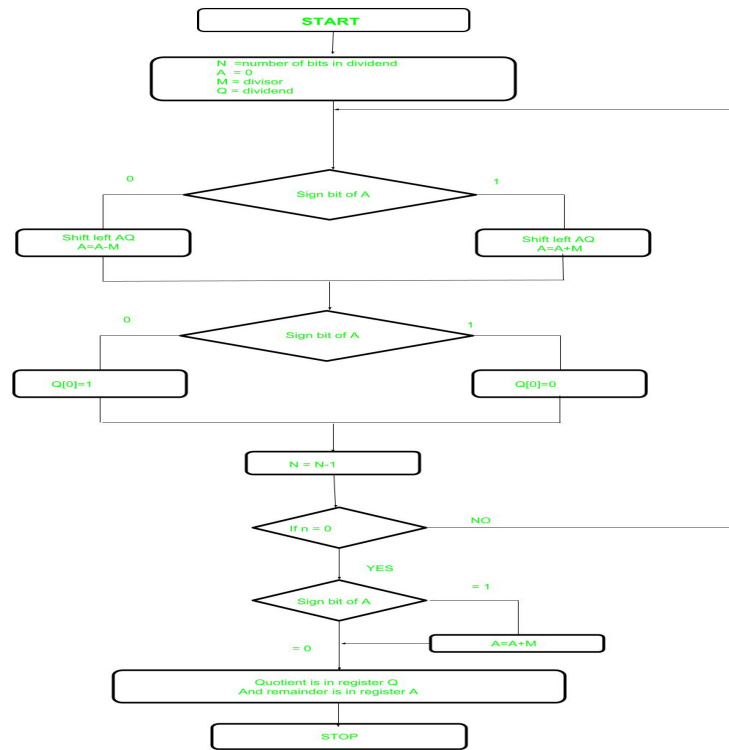 START
N =number of bits in dividend
A = 0
M = divisor
Q = dividend
0
Sign bit of A
1
Shift left AQ
A=A-M
Shift left AQ
A=A+M
0
Sign bit of A
1
Q[0]=1
Q[0]=0
N = N-1
If n = 0
NO
YES
Sign bit of A
= 1
A=A+M
= 0
Quotient is in register Q
And remainder is in register A
STOP